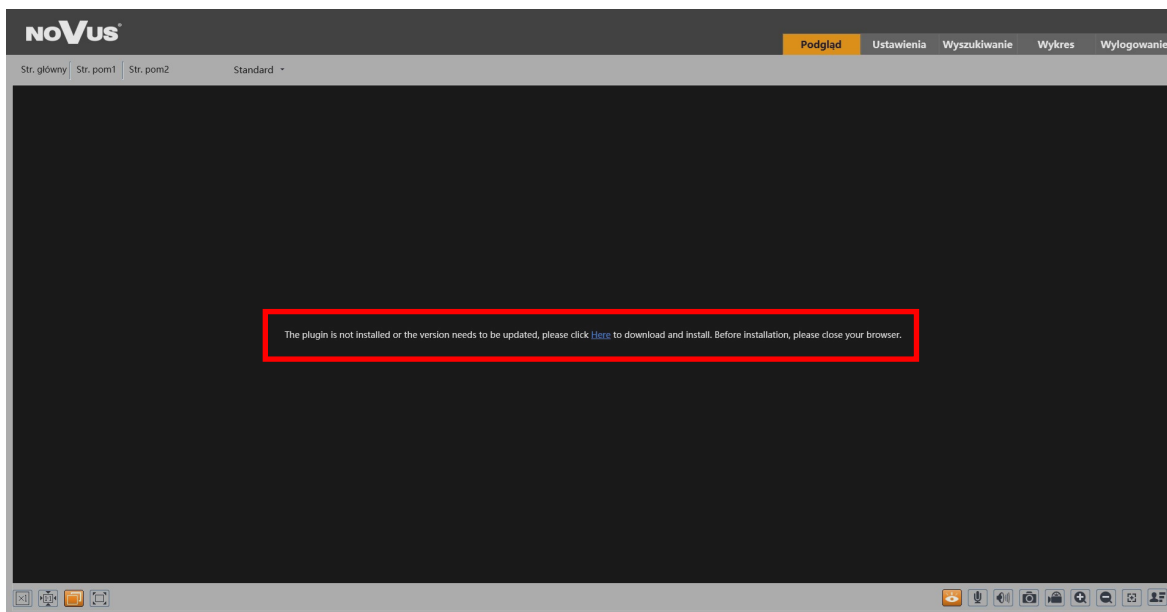 NOVUS
Podgląd Ustawienia Wyszukiwanie Wykres Wylogowanie
Str. główny Str. pom1 Str. pom2 Standard
The plugin is not installed or the version needs to be updated, please click Here to download and install. Before installation, please close your browser.